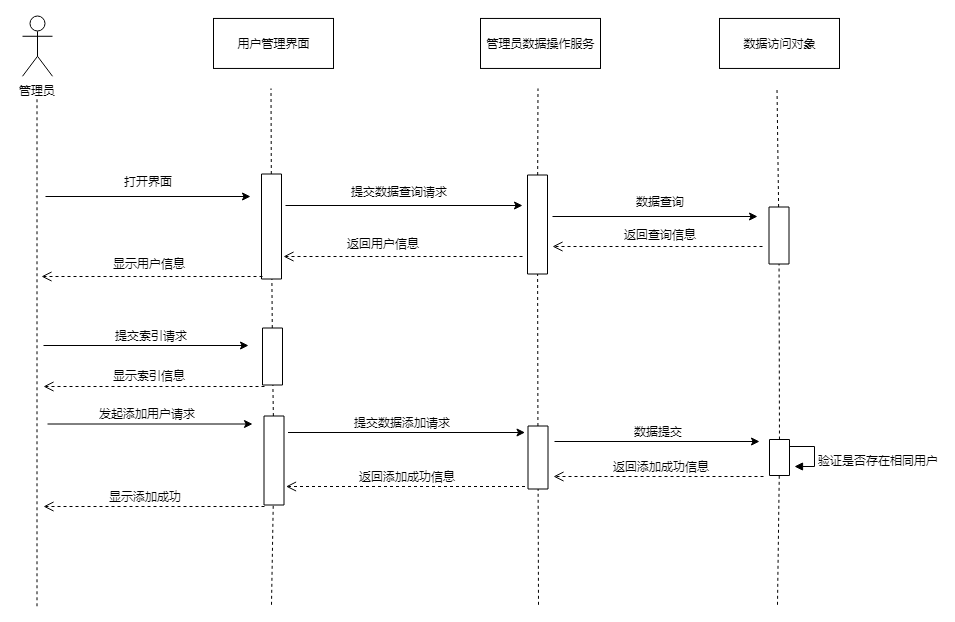 用户管理界面
管理员数据操作服务
数据访问对象
管理员
打开界面
提交数据查询请求
数据查询
返回查询信息
返回用户信息
显示用户信息
提交索引请求
显示索引信息
发起添加用户请求
提交数据添加请求
数据提交
验证是否存在相同用户
返回添加成功信息
返回添加成功信息
显示添加成功